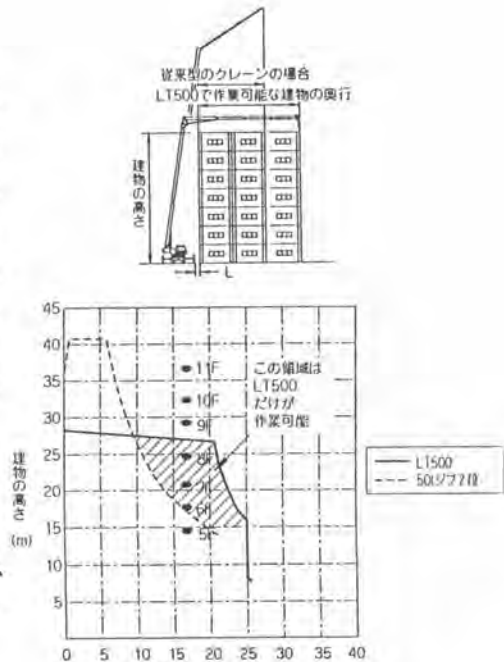 従来型のクレーンの場合
LT500で作業可能な建物の奥行
建物の高さ
L
45
40
35
30
25
20
15
10
5
建物の高さ
(m)
11F
10F
9F
8F
7F
6F
5F
この領域は
LT500
だけが
作業可能
LT500
50tジブ2段
0 5 10 15 20 25 30 35 40